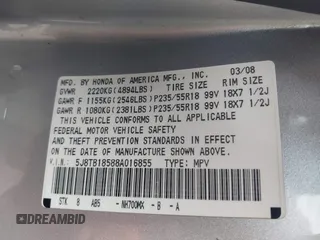 MFD. BY HONDA OF AMERICA MFG., INC. 03/08
GVWR 2220KG(4894LBS) TIRE SIZE RIM SIZE
GAWR F 1155KG(2546LBS) P235/55R18 99V 18X7 1/2J
GAWR R 1080KG(2381LBS) P235/55R18 99V 18X7 1/2J
THIS VEHICLE CONFORMS TO ALL APPLICABLE
FEDERAL MOTOR VEHICLE SAFETY AND
THEFT PREVENTION STANDARDS IN EFFECT ON
THE DATE OF MANUFACTURE SHOWN ABOVE.
V.I.N. 5J8TB18588A016855 TYPE: MPV
STK 8 AB5 -NH700MX -B -A
DREAMBID